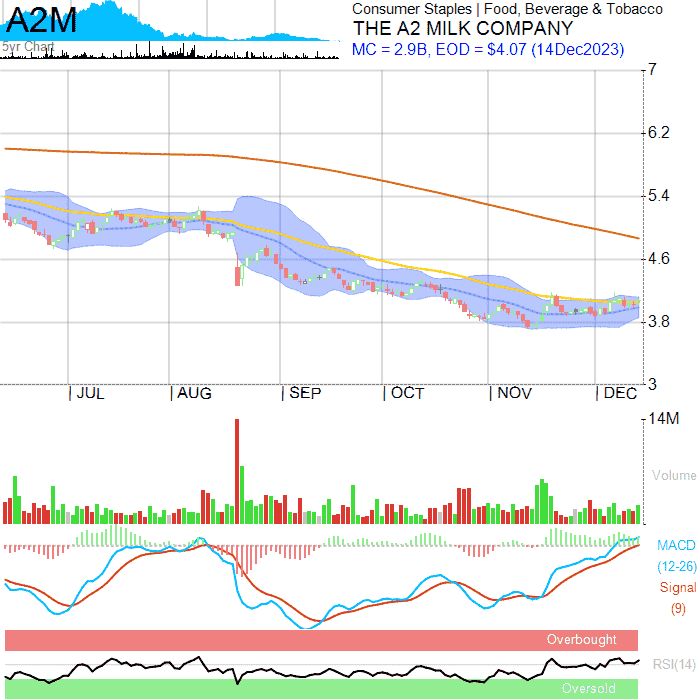 A2M
5yr Chart
Consumer Staples | Food, Beverage & Tobacco
THE A2 MILK COMPANY
MC = 2.9B, EOD = $4.07 (14Dec2023)
7
6.2
5.4
4.6
3.8
3
| JUL | AUG | SEP | OCT | NOV | DEC
14M
Volume
MACD
(12-26)
Signal
(9)
Overbought
RSI(14)
Oversold